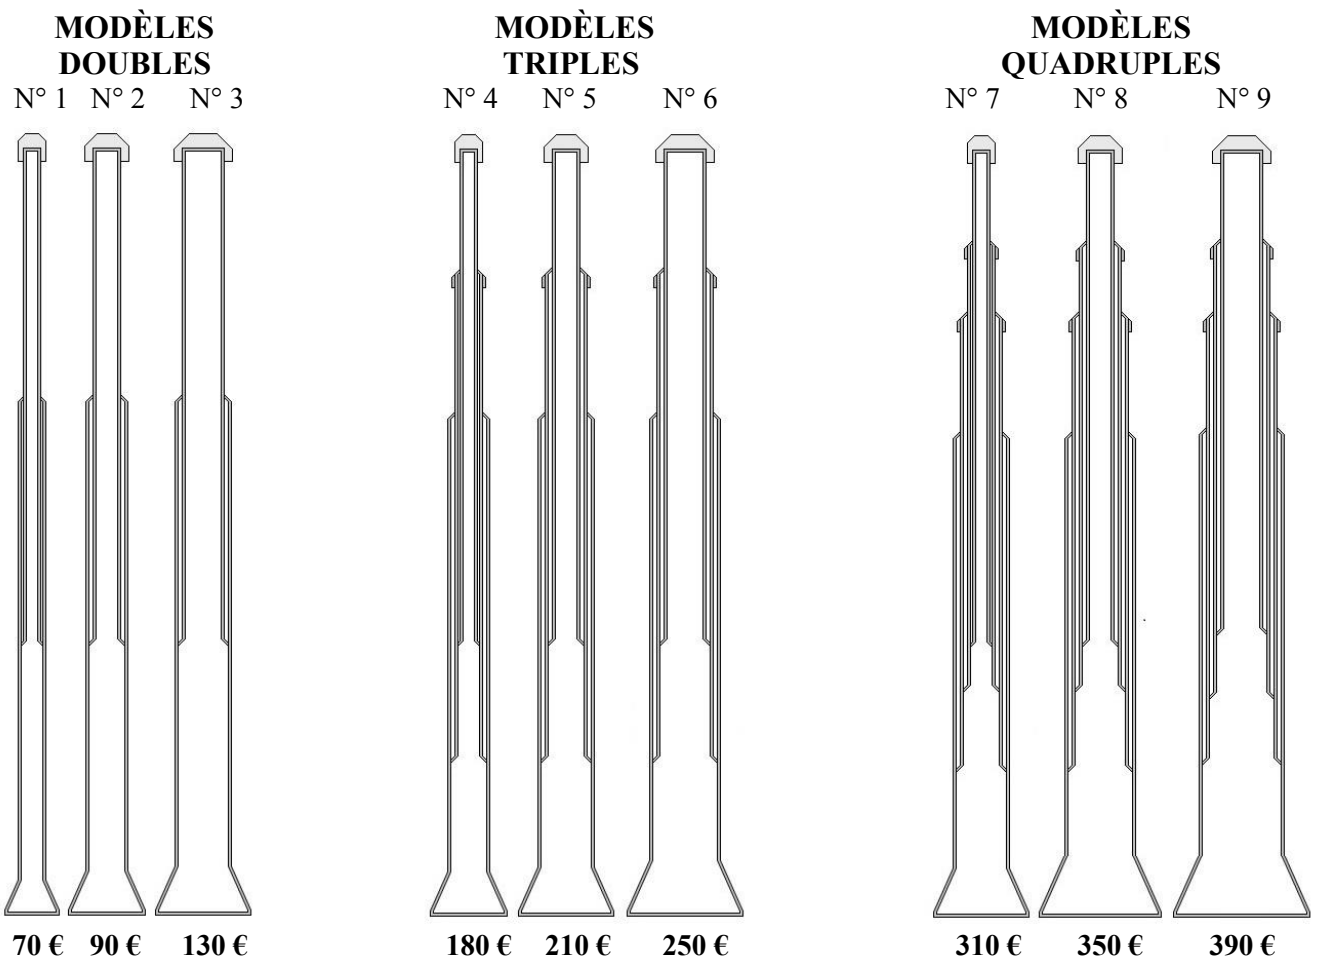 MODÈLES
DOUBLES
N° 1 N° 2 N° 3
70 € 90 € 130 €
MODÈLES
TRIPLES
N° 4 N° 5 N° 6
180 € 210 € 250 €
MODÈLES
QUADRUPLES
N° 7 N° 8 N° 9
310 € 350 € 390 €